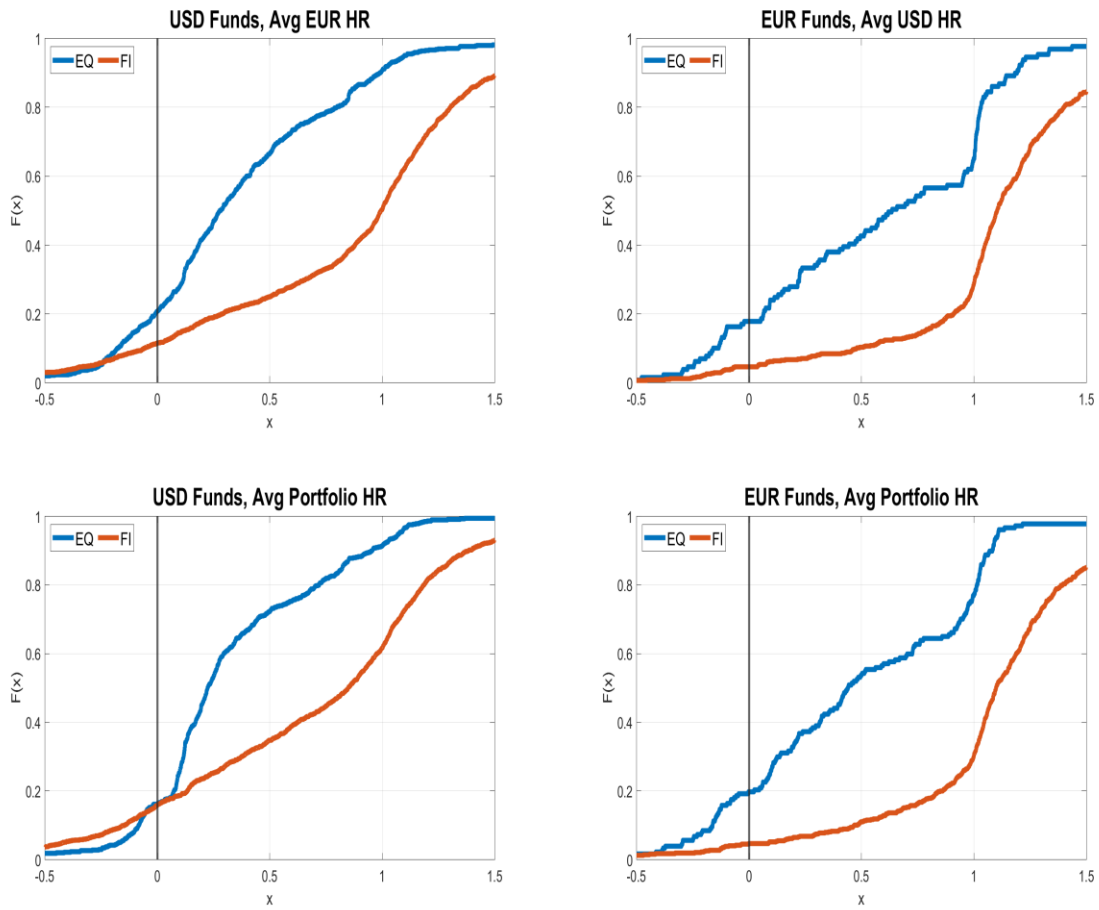 USD Funds, Avg EUR HR
EQ FI
1
0.8
0.6
0.4
0.2
0
F(x)
-0.5 0 0.5 1 1.5
x
EUR Funds, Avg USD HR
EQ FI
1
0.8
0.6
0.4
0.2
0
F(x)
-0.5 0 0.5 1 1.5
x
USD Funds, Avg Portfolio HR
EQ FI
1
0.8
0.6
0.4
0.2
0
F(x)
-0.5 0 0.5 1 1.5
x
EUR Funds, Avg Portfolio HR
EQ FI
1
0.8
0.6
0.4
0.2
0
F(x)
-0.5 0 0.5 1 1.5
x